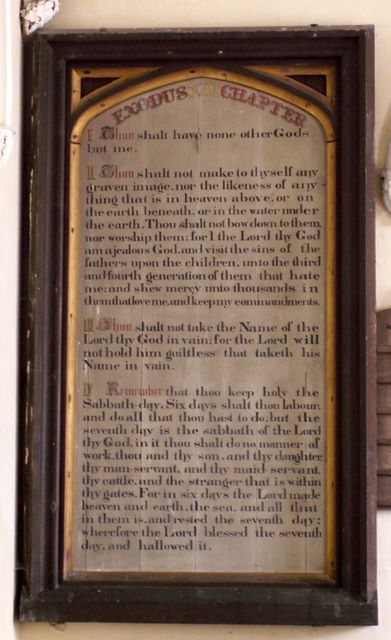 EXODUS XX CHAPTER
I Thou shalt have none other Gods
but me.
II Thou shalt not make to thyself any
graven image, nor the likeness of any
thing that is in heaven above, or on
the earth beneath, or in the water under
the earth. Thou shalt not bow down to them,
nor worship them: for I the Lord thy God
am a jealous God, and visit the sins of the
fathers upon the children, unto the third
and fourth generation of them that hate
me: and shew mercy unto thousands in
them that love me, and keep my commandments.
III Thou shalt not take the Name of the
Lord thy God in vain; for the Lord will
not hold him guiltless that taketh his
Name in vain.
IV Remember that thou keep holy the
Sabbath-day. Six days shalt thou labour,
and do all that thou hast to do; but the
seventh day is the sabbath of the Lord
thy God, in it thou shalt do no manner of
work, thou and thy son, and thy daughter
thy man-servant, and thy maid-servant,
thy cattle, and the stranger that is within
thy gates. For in six days the Lord made
heaven and earth, the sea, and all that
in them is, and rested the seventh day;
wherefore the Lord blessed the seventh
day, and hallowed it.